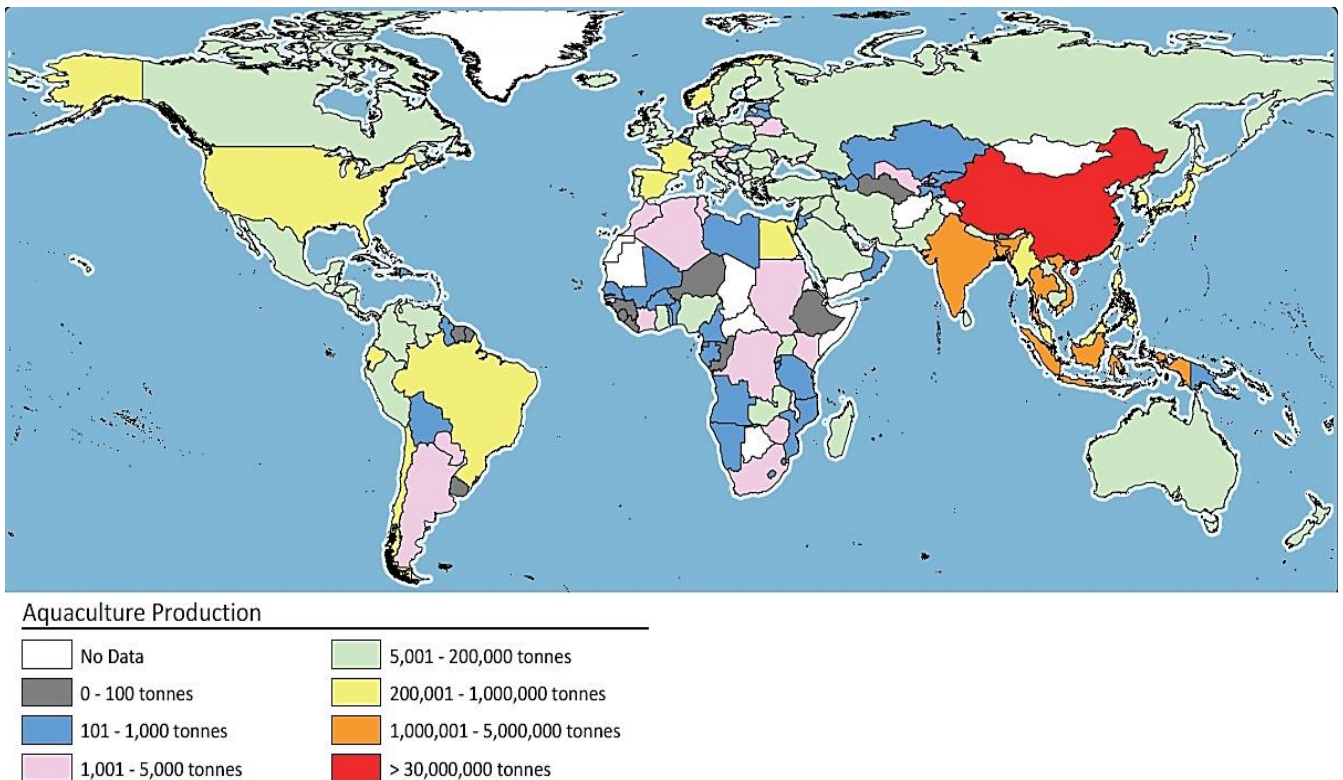 Aquaculture Production
No Data
0 - 100 tonnes
101 - 1,000 tonnes
1,001 - 5,000 tonnes
5,001 - 200,000 tonnes
200,001 - 1,000,000 tonnes
1,000,001 - 5,000,000 tonnes
> 30,000,000 tonnes